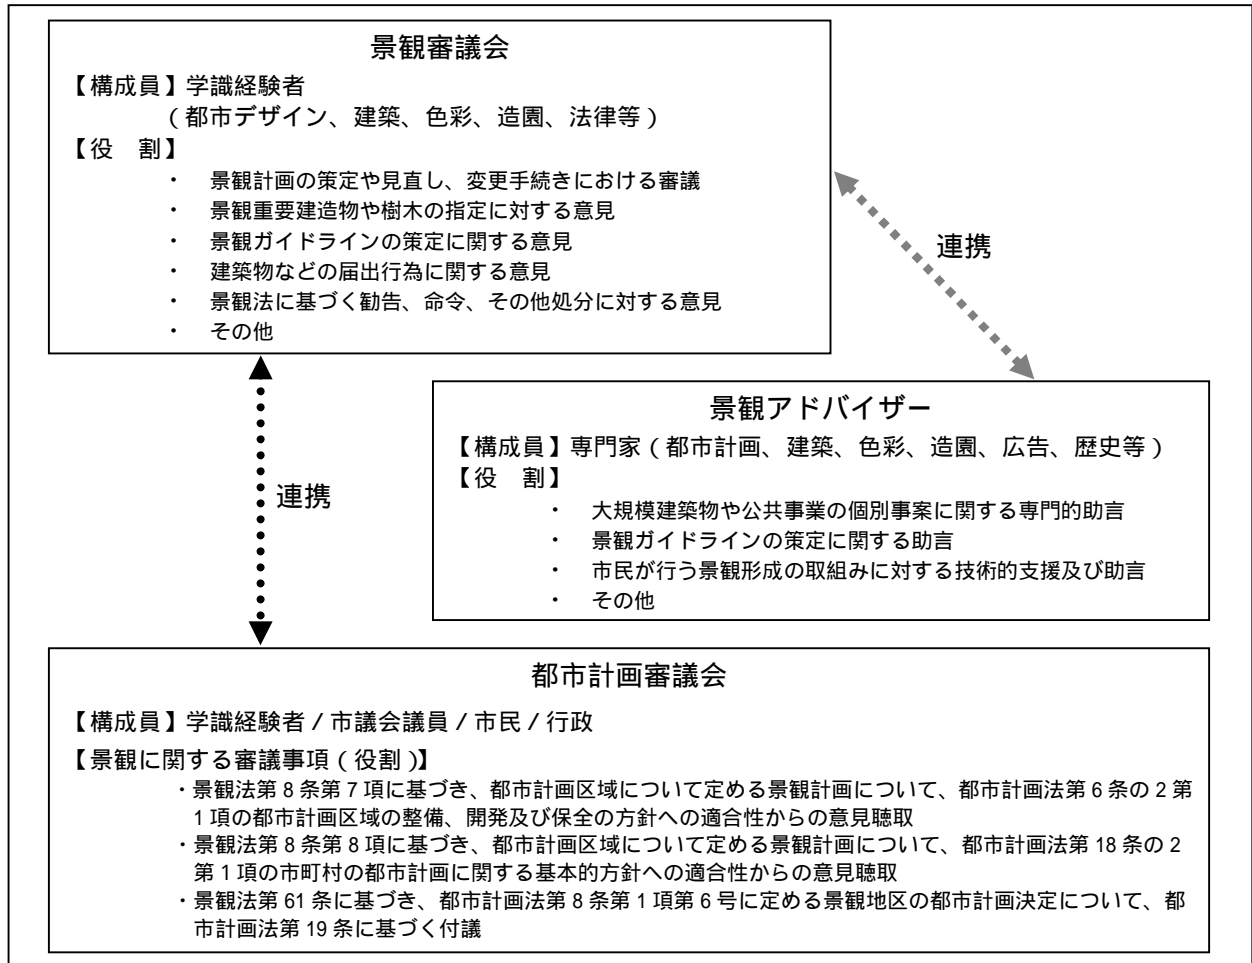 景観審議会
【構成員】学識経験者
（都市デザイン、建築、色彩、造園、法律等）
【役　割】
・ 景観計画の策定や見直し、変更手続きにおける審議
・ 景観重要建造物や樹木の指定に対する意見
・ 景観ガイドラインの策定に関する意見
・ 建築物などの届出行為に関する意見
・ 景観法に基づく勧告、命令、その他処分に対する意見
・ その他
連携
景観アドバイザー
【構成員】専門家（都市計画、建築、色彩、造園、広告、歴史等）
【役　割】
・ 大規模建築物や公共事業の個別事案に関する専門的助言
・ 景観ガイドラインの策定に関する助言
・ 市民が行う景観形成の取組みに対する技術的支援及び助言
・ その他
連携
都市計画審議会
【構成員】学識経験者／市議会議員／市民／行政
【景観に関する審議事項（役割）】
・景観法第８条第７項に基づき、都市計画区域について定める景観計画について、都市計画法第６条の２第
１項の都市計画区域の整備、開発及び保全の方針への適合性からの意見聴取
・景観法第８条第８項に基づき、都市計画区域について定める景観計画について、都市計画法第 18 条の２
第１項の市町村の都市計画に関する基本的方針への適合性からの意見聴取
・景観法第 61 条に基づき、都市計画法第８条第１項第６号に定める景観地区の都市計画決定について、都
市計画法第 19 条に基づく付議